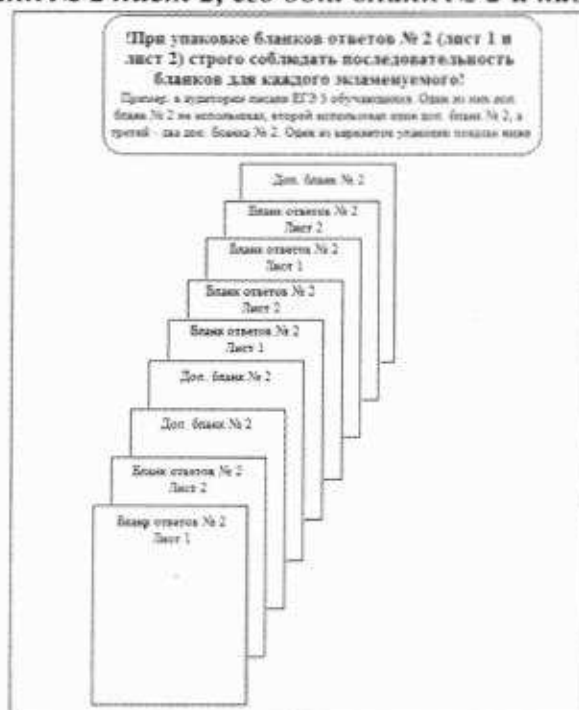 !При упаковке бланков ответов № 2 (лист 1 и
лист 2) строго соблюдать последовательность
бланков для каждого экзаменуемого!
Пример: в аудитории писали ЕГЭ 3 обучающихся. Один из них доп.
бланк № 2 не использовал, второй использовал один доп. бланк № 2, а
третий - два доп. бланка № 2. Один из вариантов упаковки показан ниже
Доп. бланк № 2
Бланк ответов № 2
Лист 2
Бланк ответов № 2
Лист 1
Бланк ответов № 2
Лист 2
Бланк ответов № 2
Лист 1
Доп. бланк № 2
Доп. бланк № 2
Бланк ответов № 2
Лист 2
Бланк ответов № 2
Лист 1